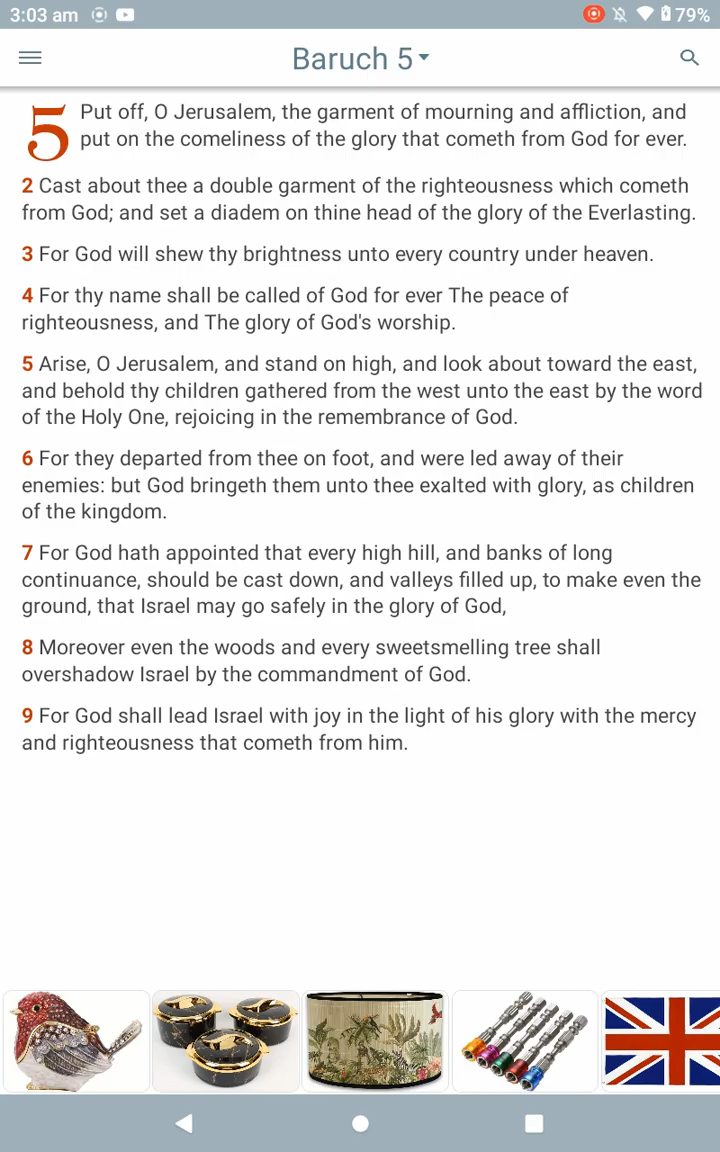 3:03 am
79%
Baruch 5
5 Put off, O Jerusalem, the garment of mourning and affliction, and
put on the comeliness of the glory that cometh from God for ever.
2 Cast about thee a double garment of the righteousness which cometh
from God; and set a diadem on thine head of the glory of the Everlasting.
3 For God will shew thy brightness unto every country under heaven.
4 For thy name shall be called of God for ever The peace of
righteousness, and The glory of God's worship.
5 Arise, O Jerusalem, and stand on high, and look about toward the east,
and behold thy children gathered from the west unto the east by the word
of the Holy One, rejoicing in the remembrance of God.
6 For they departed from thee on foot, and were led away of their
enemies: but God bringeth them unto thee exalted with glory, as children
of the kingdom.
7 For God hath appointed that every high hill, and banks of long
continuance, should be cast down, and valleys filled up, to make even the
ground, that Israel may go safely in the glory of God,
8 Moreover even the woods and every sweetsmelling tree shall
overshadow Israel by the commandment of God.
9 For God shall lead Israel with joy in the light of his glory with the mercy
and righteousness that cometh from him.